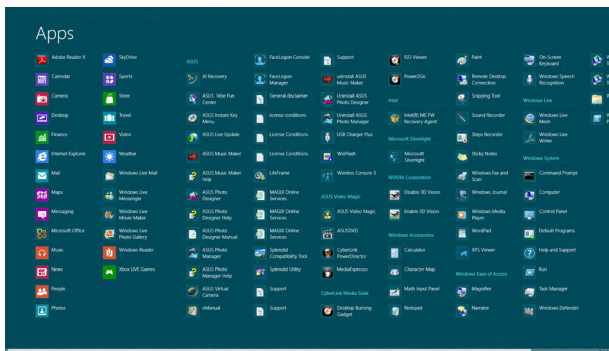 Apps
Adobe Reader X
Calendar
Camera
Desktop
Finance
Internet Explorer
Mail
Maps
Messaging
Microsoft Office
Music
News
People
Photos
SkyDrive
Sports
Store
Travel
Video
Weather
Windows Live Mail
Windows Live
Messenger
Windows Live
Movie Maker
Windows Live
Photo Gallery
Windows Reader
Xbox LIVE Games
ASUS
AI Recovery
ASUS Vibe Fun
Center
ASUS Instant Key
Menu
ASUS Live Update
ASUS Music Maker
ASUS Music Maker
help
ASUS Photo
Designer
ASUS Photo
Designer Help
ASUS Photo
Designer Manual
ASUS Photo
Manager
ASUS Photo
Manager Help
ASUS Virtual
Camera
eManual
FaceLogon Console
FaceLogon
Manager
General disclaimer
license conditions
License Conditions
License Conditions
LifeFrame
MAGIX Online
Services
MAGIX Online
Services
MAGIX Online
Services
Splendid
Compatibility Tool
Splendid Utility
Support
Support
Support
uninstall ASUS
Music Maker
Uninstall ASUS
Photo Designer
Uninstall ASUS
Photo Manager
USB Charger Plus
WinFlash
Wireless Console 3
ASUS Video Magic
ASUS Video Magic
ASUSDVD
CyberLink
PowerDirector
MediaEspresso
CyberLink Media Suite
Desktop Burning
Gadget
ISO Viewer
Power2Go
Intel
Intel(R) ME FW
Recovery Agent
Microsoft Silverlight
Microsoft
Silverlight
NVIDIA Corporation
Disable 3D Vision
Enable 3D Vision
Windows Accessories
Calculator
Character Map
Math Input Panel
Notepad
Paint
Remote Desktop
Connection
Snipping Tool
Sound Recorder
Steps Recorder
Sticky Notes
Windows Fax and
Scan
Windows Journal
Windows Media
Player
WordPad
XPS Viewer
Windows Ease of Access
Magnifier
Narrator
On-Screen
Keyboard
Windows Speech
Recognition
Windows Live
Windows Live
Mesh
Windows Live
Writer
Windows System
Command Prompt
Computer
Control Panel
Default Programs
Help and Support
Run
Task Manager
Windows Defender